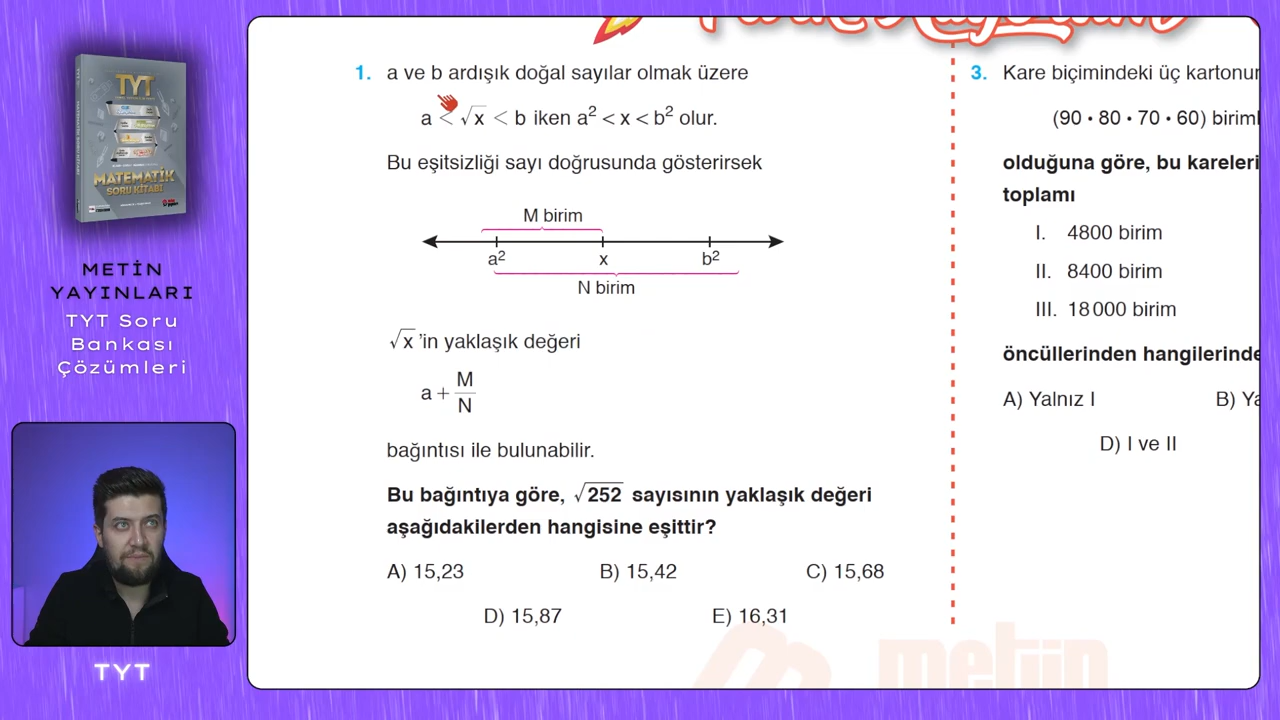 TYT
MATEMATİK
SORU KİTABI
METİN
YAYINLARI
TYT Soru
Bankası
Çözümleri
TYT
1. a ve b ardışık doğal sayılar olmak üzere
a < √x < b iken a² < x < b² olur.
Bu eşitsizliği sayı doğrusunda gösterirsek
M birim
a² x b²
N birim
√x 'in yaklaşık değeri
a + M/N
bağıntısı ile bulunabilir.
Bu bağıntıya göre, √252 sayısının yaklaşık değeri
aşağıdakilerden hangisine eşittir?
A) 15,23 B) 15,42 C) 15,68
D) 15,87 E) 16,31
3. Kare biçimindeki üç kartonun
(90 • 80 • 70 • 60) biriml
olduğuna göre, bu kareleri
toplamı
I. 4800 birim
II. 8400 birim
III. 18 000 birim
öncüllerinden hangilerinde
A) Yalnız I B) Ya
D) I ve II
metin